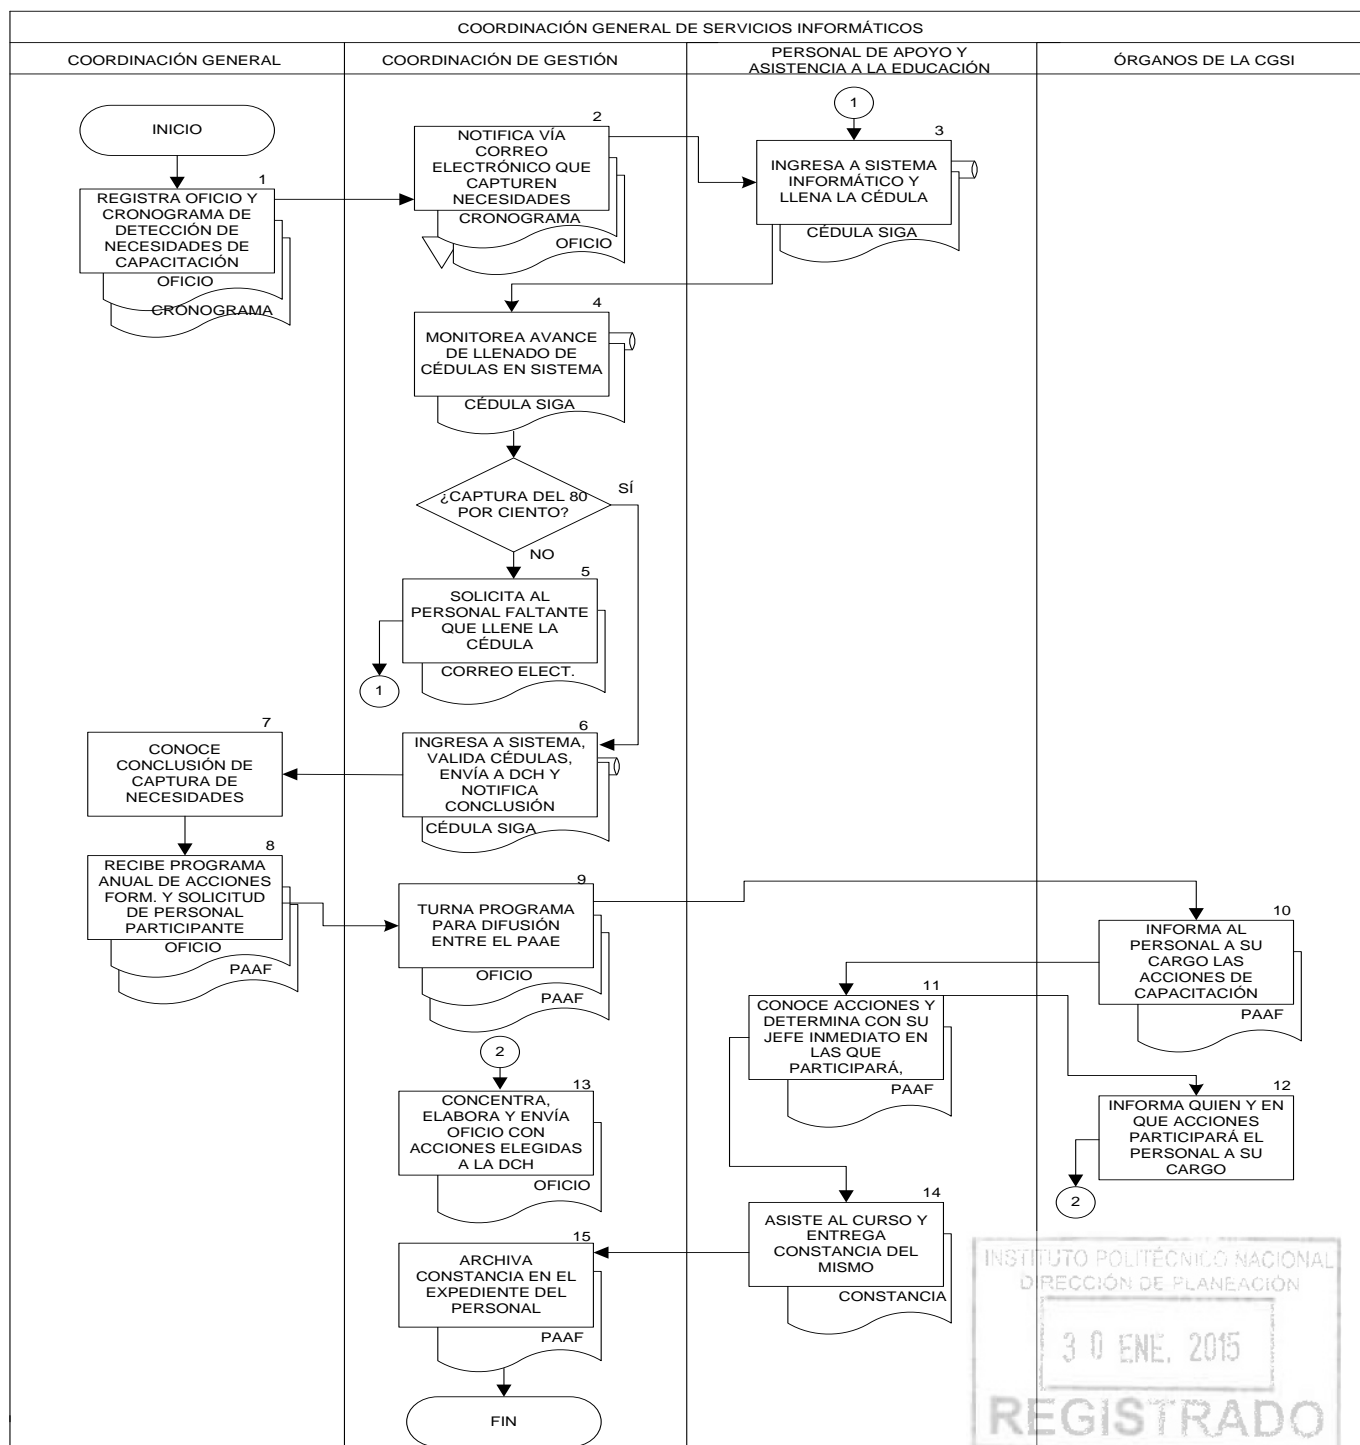 COORDINACIÓN GENERAL DE SERVICIOS INFORMÁTICOS
COORDINACIÓN GENERAL
COORDINACIÓN DE GESTIÓN
PERSONAL DE APOYO Y
ASISTENCIA A LA EDUCACIÓN
ÓRGANOS DE LA CGSI
INICIO
1
REGISTRA OFICIO Y
CRONOGRAMA DE
DETECCIÓN DE
NECESIDADES DE
CAPACITACIÓN
OFICIO
CRONOGRAMA
2
NOTIFICA VÍA
CORREO
ELECTRÓNICO QUE
CAPTUREN
NECESIDADES
CRONOGRAMA
OFICIO
1
3
INGRESA A SISTEMA
INFORMÁTICO Y
LLENA LA CÉDULA
CÉDULA SIGA
4
MONITOREA AVANCE
DE LLENADO DE
CÉDULAS EN SISTEMA
CÉDULA SIGA
¿CAPTURA DEL 80
POR CIENTO?
SÍ
NO
5
SOLICITA AL
PERSONAL FALTANTE
QUE LLENE LA
CÉDULA
CORREO ELECT.
1
6
INGRESA A SISTEMA,
VALIDA CÉDULAS,
ENVÍA A DCH Y
NOTIFICA
CONCLUSIÓN
CÉDULA SIGA
7
CONOCE
CONCLUSIÓN DE
CAPTURA DE
NECESIDADES
8
RECIBE PROGRAMA
ANUAL DE ACCIONES
FORM. Y SOLICITUD
DE PERSONAL
PARTICIPANTE
OFICIO
PAAF
9
TURNA PROGRAMA
PARA DIFUSIÓN
ENTRE EL PAAE
OFICIO
PAAF
10
INFORMA AL
PERSONAL A SU
CARGO LAS
ACCIONES DE
CAPACITACIÓN
PAAF
11
CONOCE ACCIONES Y
DETERMINA CON SU
JEFE INMEDIATO EN
LAS QUE
PARTICIPARÁ,
PAAF
12
INFORMA QUIEN Y EN
QUE ACCIONES
PARTICIPARÁ EL
PERSONAL A SU
CARGO
2
2
13
CONCENTRA,
ELABORA Y ENVÍA
OFICIO CON
ACCIONES ELEGIDAS
A LA DCH
OFICIO
14
ASISTE AL CURSO Y
ENTREGA
CONSTANCIA DEL
MISMO
CONSTANCIA
15
ARCHIVA
CONSTANCIA EN EL
EXPEDIENTE DEL
PERSONAL
PAAF
FIN
INSTITUTO POLITÉCNICO NACIONAL
DIRECCIÓN DE PLANEACIÓN
30 ENE. 2015
REGISTRADO